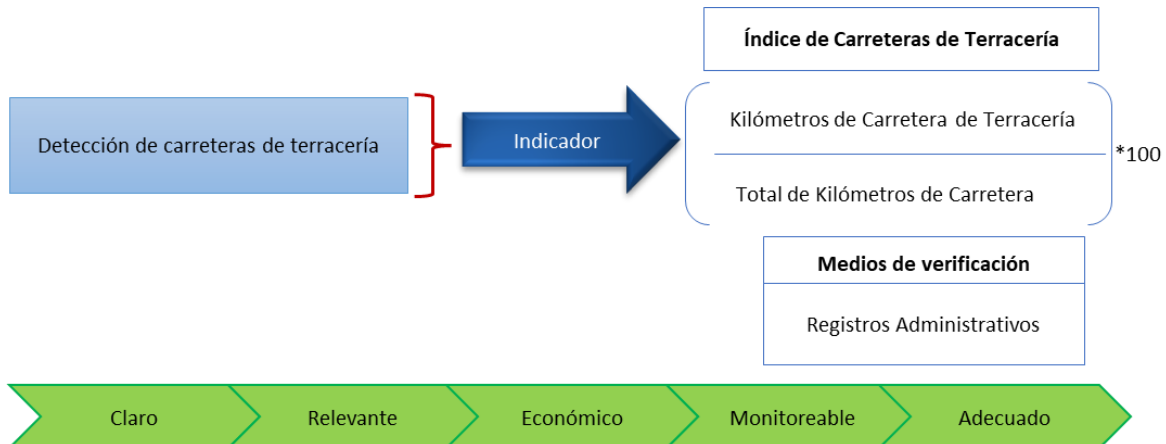 Índice de Carreteras de Terracería
Detección de carreteras de terracería
Indicador
Kilómetros de Carretera de Terracería
Total de Kilómetros de Carretera
*100
Medios de verificación
Registros Administrativos
Claro
Relevante
Económico
Monitoreable
Adecuado